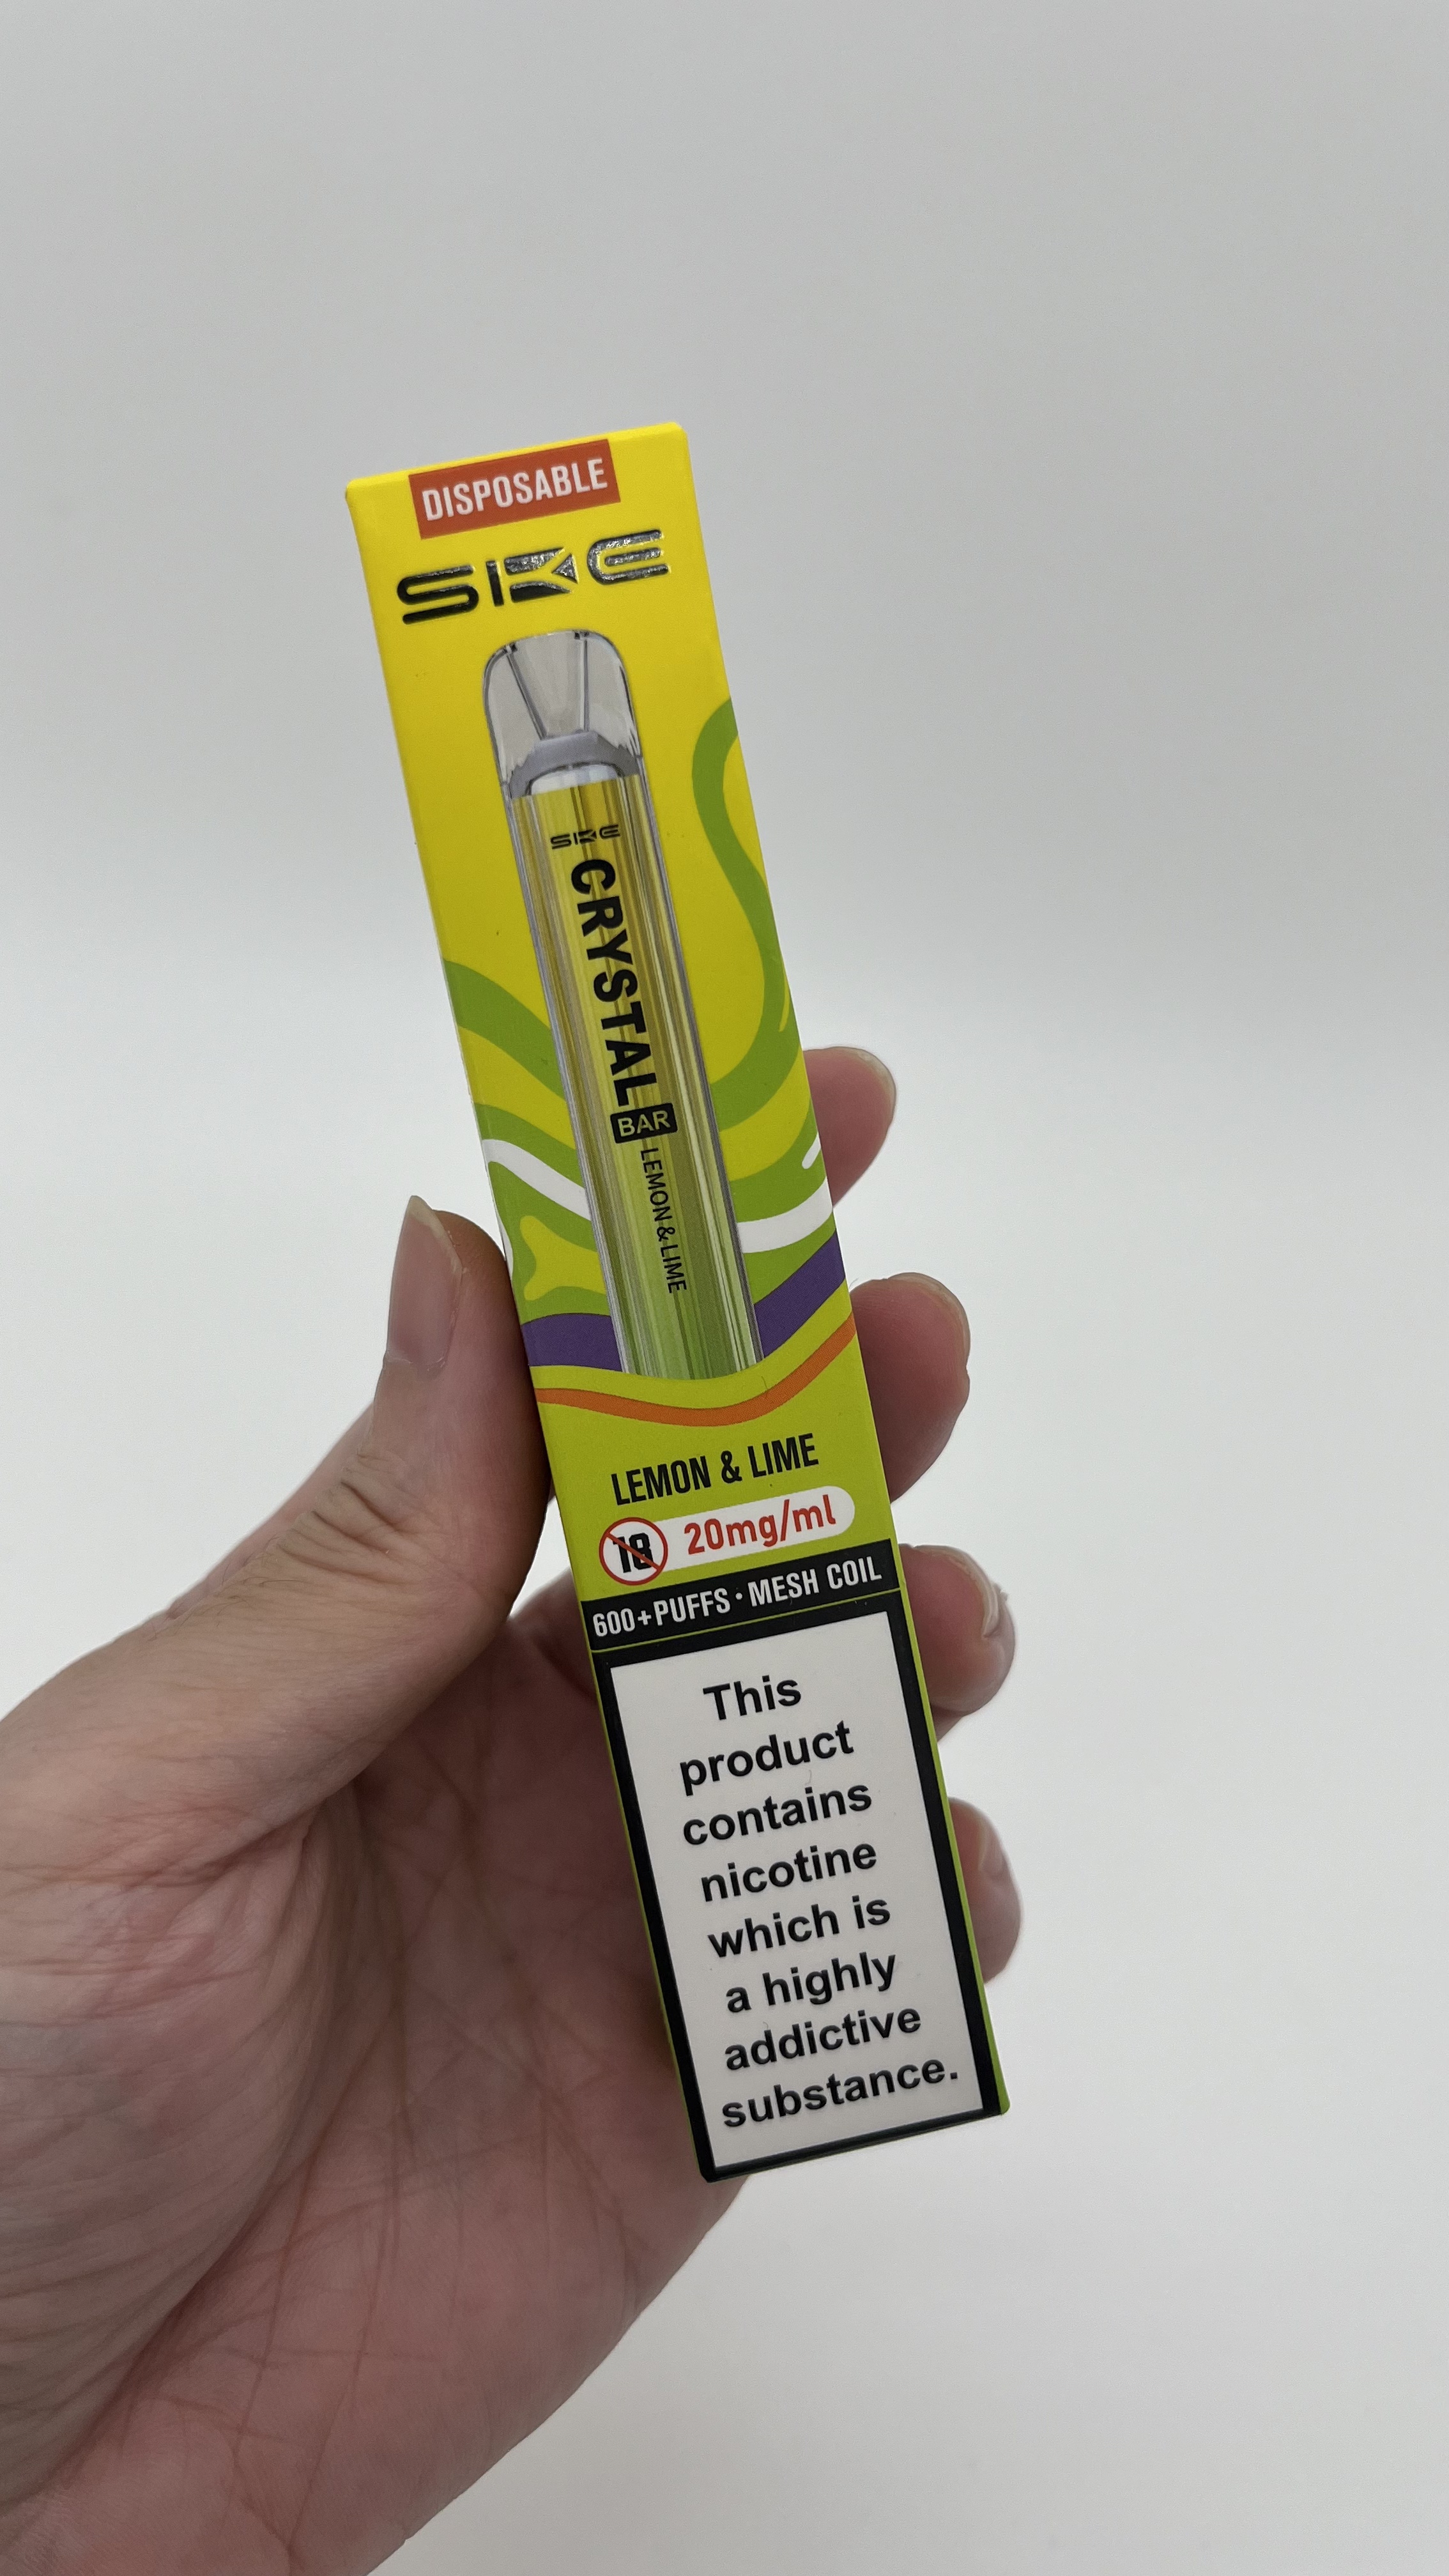 DISPOSABLE
SKE
SKE
CRYSTAL
BAR
LEMON & LIME
LEMON & LIME
18 20mg/ml
600+PUFFS·MESH COIL
This
product
contains
nicotine
which is
a highly
addictive
substance.